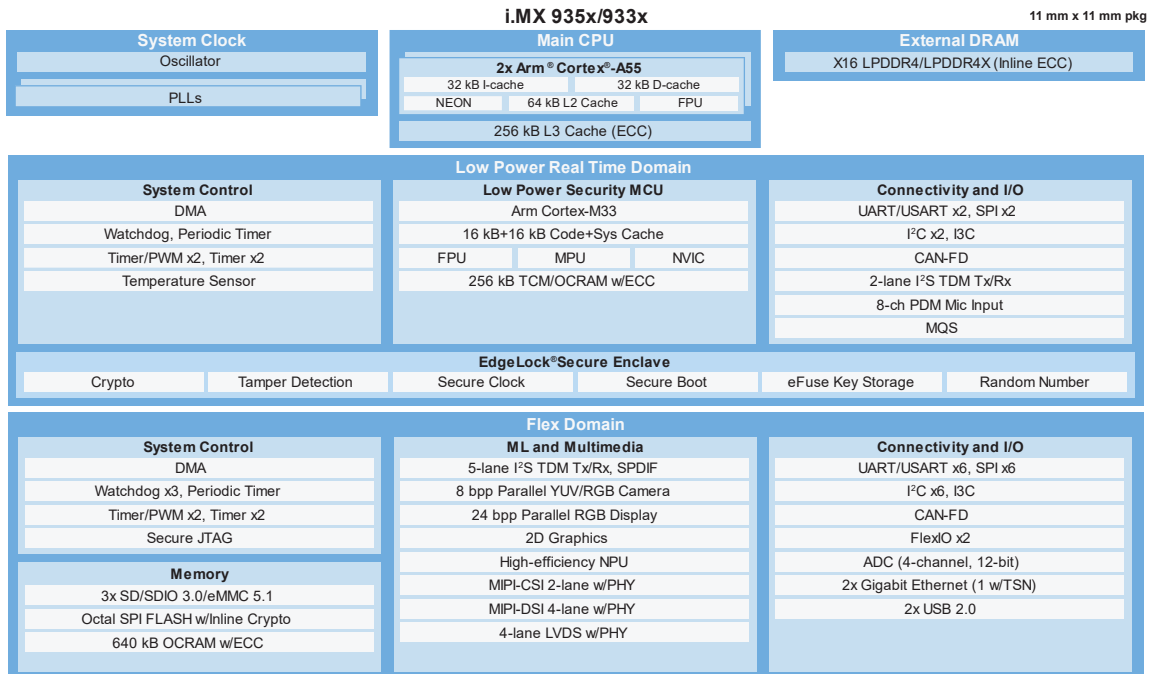 i.MX 935x/933x
11 mm x 11 mm pkg
System Clock
Oscillator
PLLs
Main CPU
2x Arm® Cortex®-A55
32 kB I-cache
32 kB D-cache
NEON
64 kB L2 Cache
FPU
256 kB L3 Cache (ECC)
External DRAM
X16 LPDDR4/LPDDR4X (Inline ECC)
Low Power Real Time Domain
System Control
DMA
Watchdog, Periodic Timer
Timer/PWM x2, Timer x2
Temperature Sensor
Low Power Security MCU
Arm Cortex-M33
16 kB+16 kB Code+Sys Cache
FPU
MPU
NVIC
256 kB TCM/OCRAM w/ECC
Connectivity and I/O
UART/USART x2, SPI x2
I²C x2, I3C
CAN-FD
2-lane I²S TDM Tx/Rx
8-ch PDM Mic Input
MQS
EdgeLock® Secure Enclave
Crypto
Tamper Detection
Secure Clock
Secure Boot
eFuse Key Storage
Random Number
Flex Domain
System Control
DMA
Watchdog x3, Periodic Timer
Timer/PWM x2, Timer x2
Secure JTAG
Memory
3x SD/SDIO 3.0/eMMC 5.1
Octal SPI FLASH w/Inline Crypto
640 kB OCRAM w/ECC
ML and Multimedia
5-lane I²S TDM Tx/Rx, SPDIF
8 bpp Parallel YUV/RGB Camera
24 bpp Parallel RGB Display
2D Graphics
High-efficiency NPU
MIPI-CSI 2-lane w/PHY
MIPI-DSI 4-lane w/PHY
4-lane LVDS w/PHY
Connectivity and I/O
UART/USART x6, SPI x6
I²C x6, I3C
CAN-FD
FlexIO x2
ADC (4-channel, 12-bit)
2x Gigabit Ethernet (1 w/TSN)
2x USB 2.0